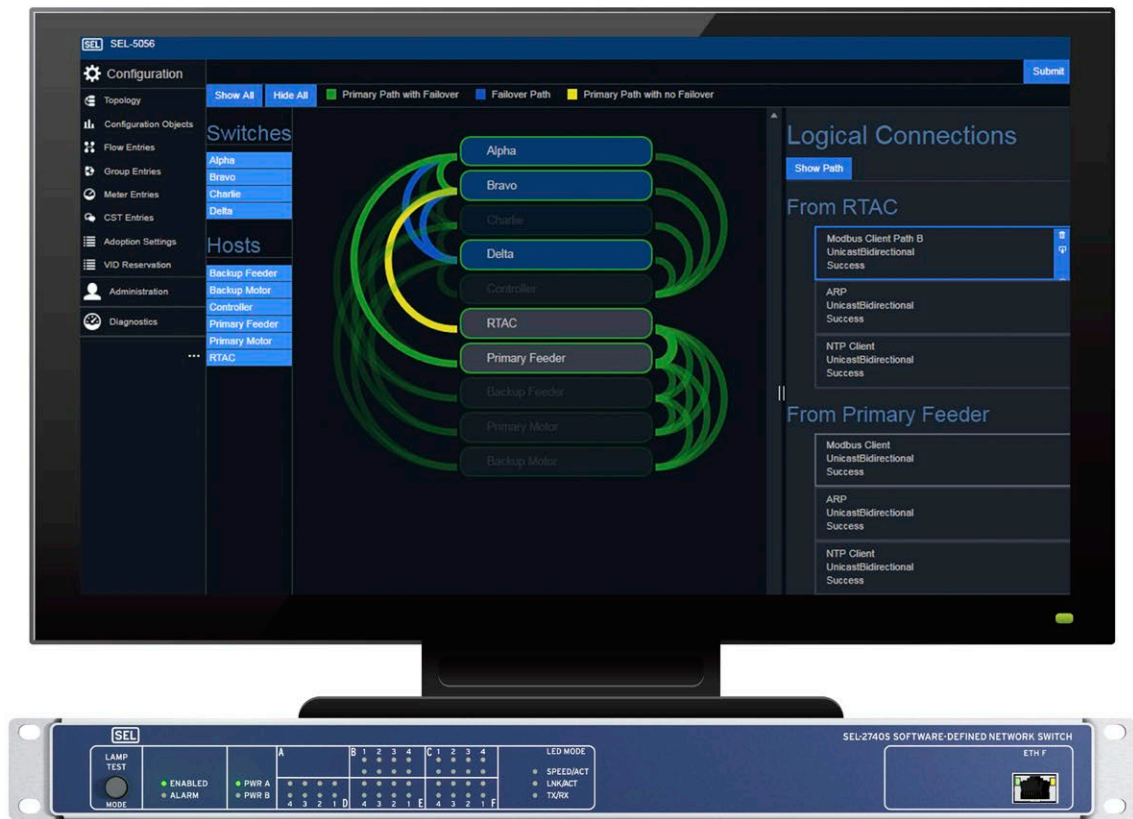 SEL SEL-5056
Configuration
Submit
Topology
Configuration Objects
Flow Entries
Group Entries
Meter Entries
CST Entries
Adoption Settings
VID Reservation
Administration
Diagnostics
...
Show All Hide All Primary Path with Failover Failover Path Primary Path with no Failover
Switches
Alpha
Bravo
Charlie
Delta
Hosts
Backup Feeder
Backup Motor
Controller
Primary Feeder
Primary Motor
RTAC
Alpha
Bravo
Charlie
Delta
Controller
RTAC
Primary Feeder
Backup Feeder
Primary Motor
Backup Motor
Logical Connections
Show Path
From RTAC
Modbus Client Path B
UnicastBidirectional
Success
ARP
UnicastBidirectional
Success
NTP Client
UnicastBidirectional
Success
From Primary Feeder
Modbus Client
UnicastBidirectional
Success
ARP
UnicastBidirectional
Success
NTP Client
UnicastBidirectional
Success
SEL
SEL-2740S SOFTWARE-DEFINED NETWORK SWITCH
LAMP
TEST
MODE
ENABLED
ALARM
PWR A
PWR B
A B 1 2 3 4 C 1 2 3 4
4 3 2 1 D 4 3 2 1 E 4 3 2 1 F
LED MODE
SPEED/ACT
LNK/ACT
TX/RX
ETH F